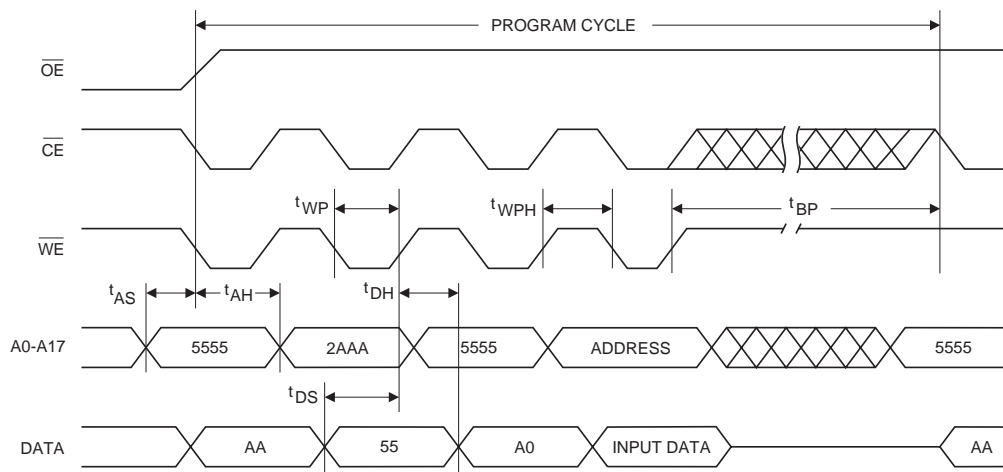 PROGRAM CYCLE
OE
CE
tWP
tWPH
tBP
WE
tAS
tAH
tDH
A0-A17
5555
2AAA
5555
ADDRESS
5555
tDS
DATA
AA
55
A0
INPUT DATA
AA